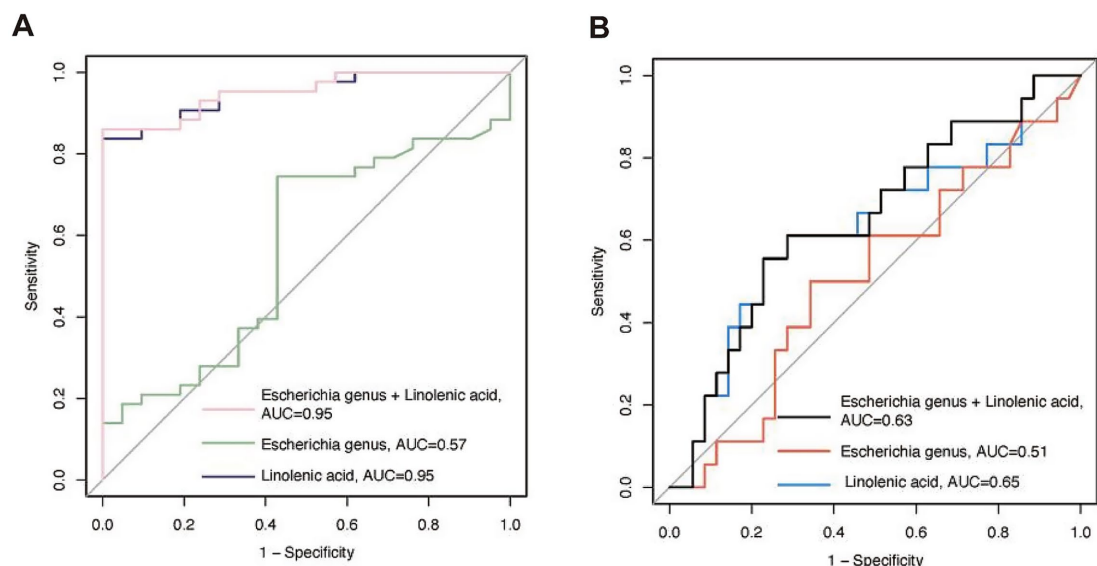 A
1.0
0.8
0.6
0.4
0.2
0.0
Sensitivity
Escherichia genus + Linolenic acid,
AUC=0.95
Escherichia genus, AUC=0.57
Linolenic acid, AUC=0.95
0.0 0.2 0.4 0.6 0.8 1.0
1 – Specificity
B
1.0
0.8
0.6
0.4
0.2
0.0
Sensitivity
Escherichia genus + Linolenic acid,
AUC=0.63
Escherichia genus, AUC=0.51
Linolenic acid, AUC=0.65
0.0 0.2 0.4 0.6 0.8 1.0
1 – Specificity